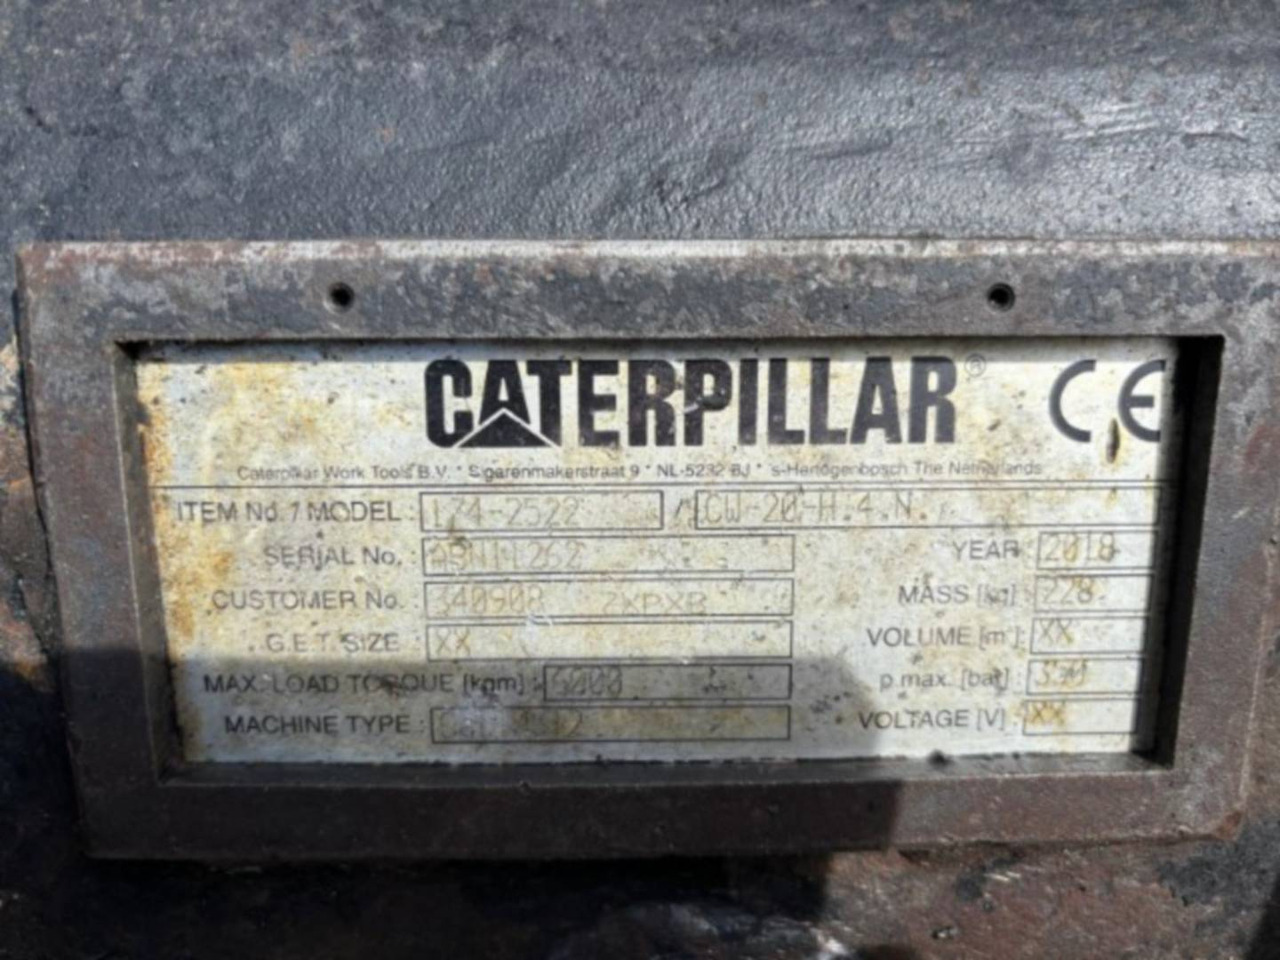 CATERPILLAR® CE
Caterpillar Work Tools B.V. * Sigarenmakerstraat 9 * NL-5232 BJ * 's-Hertogenbosch The Netherlands
ITEM No. / MODEL : 174-2522 / CW-20-H.4.N.
SERIAL No. YEAR : 2018
CUSTOMER No. : 340908 MASS [kg] : 228
G.E.T. SIZE : XX VOLUME [m³] : XX
MAX. LOAD TORQUE [kgm] : 5000 p.max. [bar] :
MACHINE TYPE : VOLTAGE [V] : XX